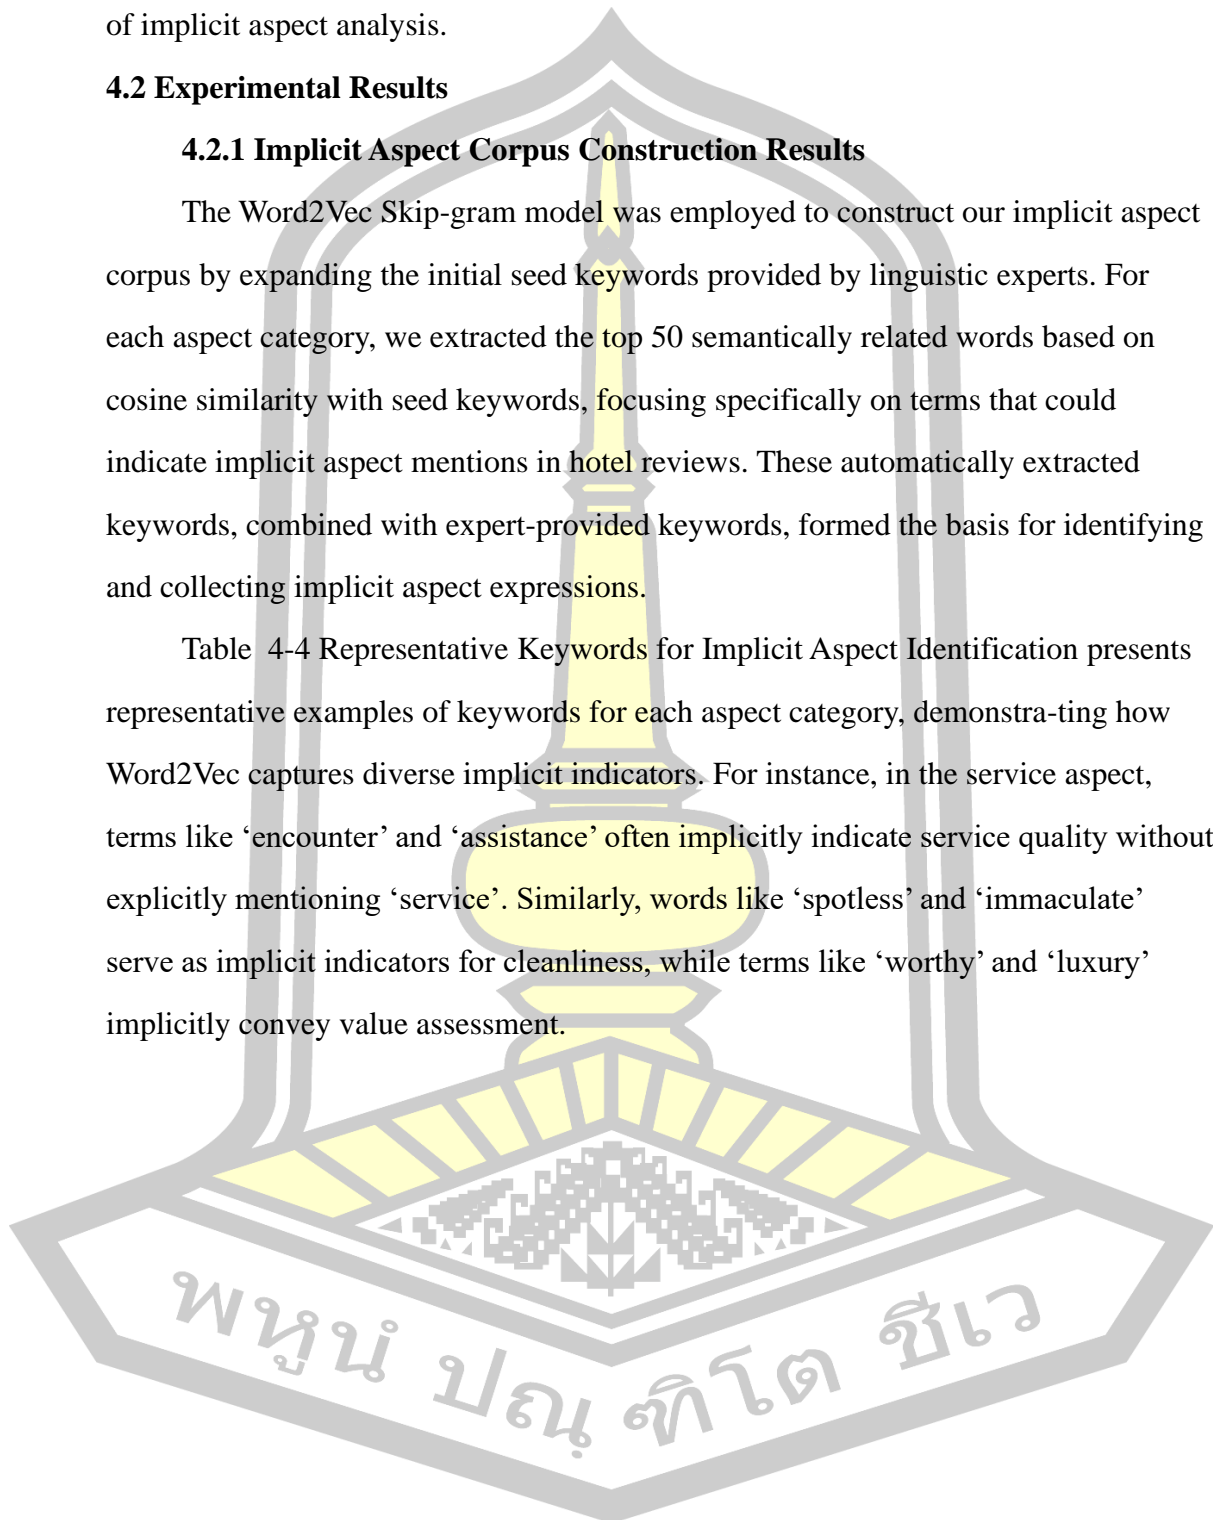 of implicit aspect analysis.
4.2 Experimental Results
4.2.1 Implicit Aspect Corpus Construction Results
The Word2Vec Skip-gram model was employed to construct our implicit aspect
corpus by expanding the initial seed keywords provided by linguistic experts. For
each aspect category, we extracted the top 50 semantically related words based on
cosine similarity with seed keywords, focusing specifically on terms that could
indicate implicit aspect mentions in hotel reviews. These automatically extracted
keywords, combined with expert-provided keywords, formed the basis for identifying
and collecting implicit aspect expressions.
Table  4-4 Representative Keywords for Implicit Aspect Identification presents
representative examples of keywords for each aspect category, demonstra-ting how
Word2Vec captures diverse implicit indicators. For instance, in the service aspect,
terms like ‘encounter’ and ‘assistance’ often implicitly indicate service quality without
explicitly mentioning ‘service’. Similarly, words like ‘spotless’ and ‘immaculate’
serve as implicit indicators for cleanliness, while terms like ‘worthy’ and ‘luxury’
implicitly convey value assessment.
พหูนํ ปณฺฑิโต ชีเว